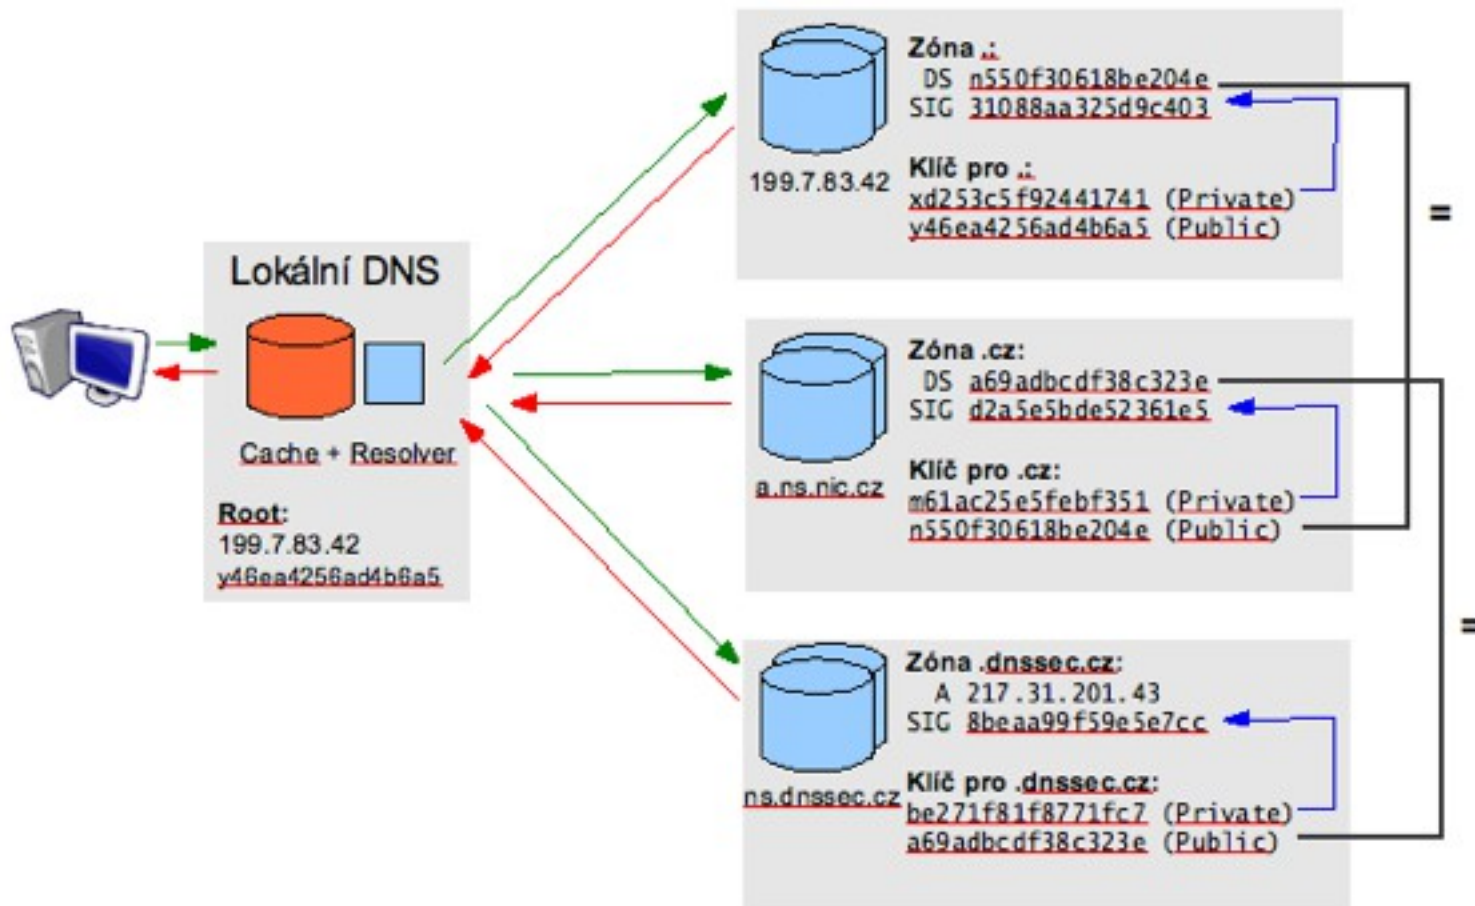 Lokální DNS
Cache + Resolver
Root:
199.7.83.42
y46ea4256ad4b6a5
199.7.83.42
Zóna .:
DS n550f30618be204e
SIG 31088aa325d9c403
Klíč pro .:
xd253c5f92441741 (Private)
y46ea4256ad4b6a5 (Public)
=
a.ns.nic.cz
Zóna .cz:
DS a69adbcdf38c323e
SIG d2a5e5bde52361e5
Klíč pro .cz:
m61ac25e5febf351 (Private)
n550f30618be204e (Public)
=
ns.dnssec.cz
Zóna .dnssec.cz:
A 217.31.201.43
SIG 8beaa99f59e5e7cc
Klíč pro .dnssec.cz:
be271f81f8771fc7 (Private)
a69adbcdf38c323e (Public)